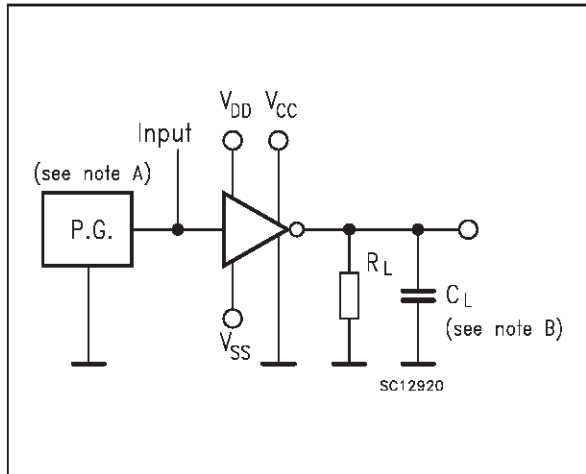 V_DD V_CC
Input
(see note A)
P.G.
R_L
C_L
(see note B)
V_SS
SC12920